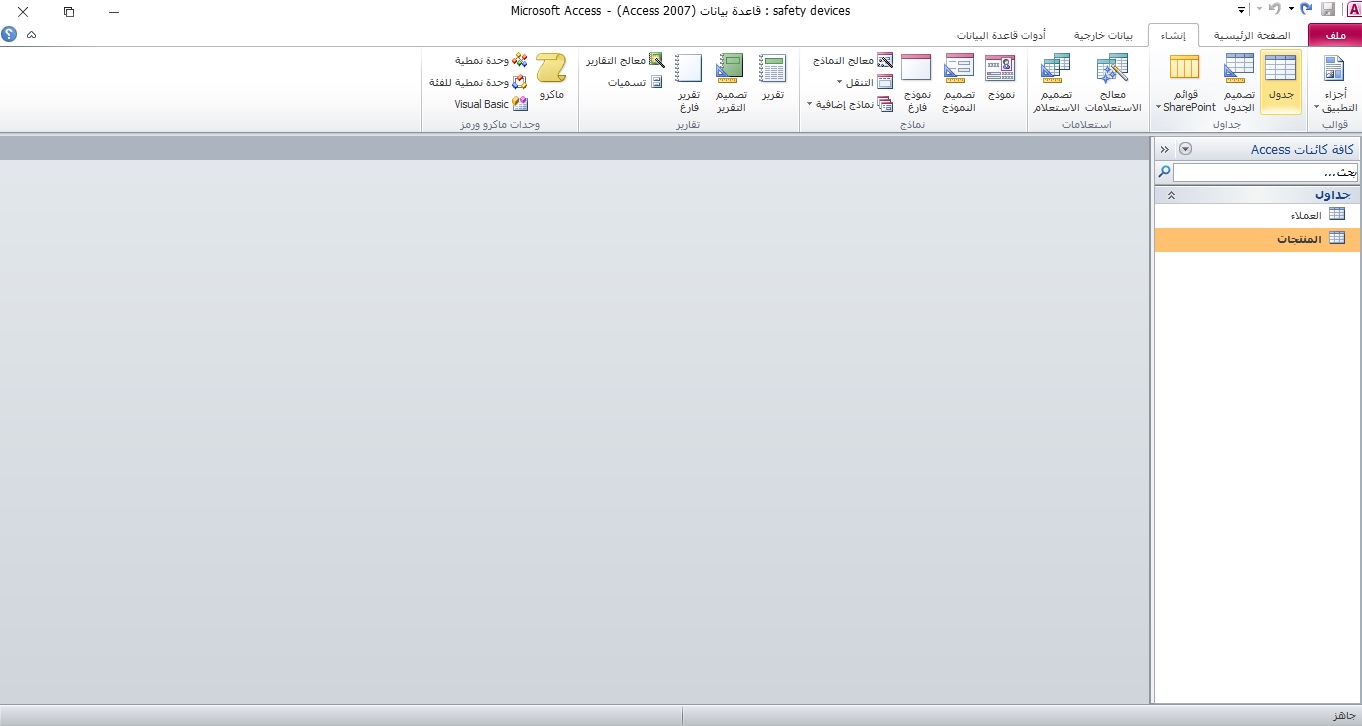 safety devices : قاعدة بيانات (Access 2007) - Microsoft Access
ملف
الصفحة الرئيسية
إنشاء
بيانات خارجية
أدوات قاعدة البيانات
أجزاء التطبيق
قوالب
جدول
تصميم الجدول
قوائم SharePoint
جداول
معالج الاستعلامات
تصميم الاستعلام
استعلامات
نموذج
تصميم النموذج
نموذج فارغ
معالج النماذج
التنقل
نماذج إضافية
نماذج
تقرير
تصميم التقرير
تقرير فارغ
معالج التقارير
تسميات
تقارير
ماكرو
وحدة نمطية
وحدة نمطية للفئة
Visual Basic
وحدات ماكرو ورمز
كافة كائنات Access
بحث...
جداول
العملاء
المنتجات
جاهز